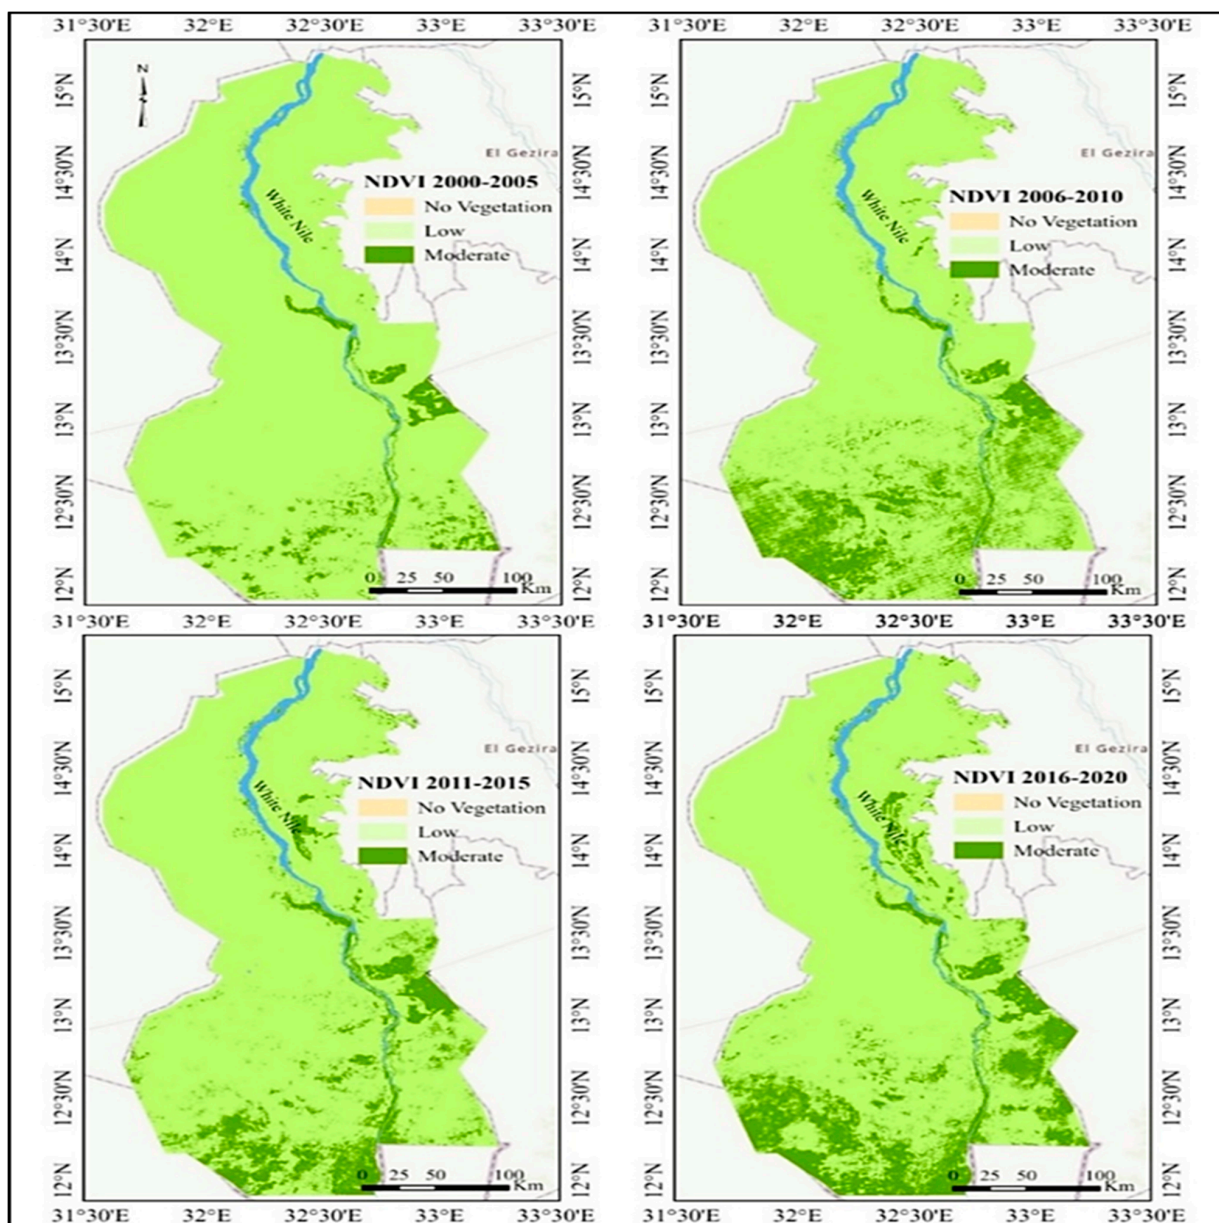 31°30'E 32°E 32°30'E 33°E 33°30'E 31°30'E 32°E 32°30'E 33°E 33°30'E
N
15°N 15°N 15°N 15°N
El Gezira El Gezira
14°30'N 14°30'N 14°30'N 14°30'N
NDVI 2000-2005
No Vegetation
Low
Moderate
White Nile
NDVI 2006-2010
No Vegetation
Low
Moderate
White Nile
14°N 14°N 14°N 14°N
13°30'N 13°30'N 13°30'N 13°30'N
13°N 13°N 13°N 13°N
12°30'N 12°30'N 12°30'N 12°30'N
12°N 12°N 12°N 12°N
0 25 50 100
Km
0 25 50 100
Km
31°30'E 32°E 32°30'E 33°E 33°30'E 31°30'E 32°E 32°30'E 33°E 33°30'E
15°N 15°N 15°N 15°N
El Gezira El Gezira
14°30'N 14°30'N 14°30'N 14°30'N
NDVI 2011-2015
No Vegetation
Low
Moderate
White Nile
NDVI 2016-2020
No Vegetation
Low
Moderate
White Nile
14°N 14°N 14°N 14°N
13°30'N 13°30'N 13°30'N 13°30'N
13°N 13°N 13°N 13°N
12°30'N 12°30'N 12°30'N 12°30'N
12°N 12°N 12°N 12°N
0 25 50 100
Km
0 25 50 100
Km
31°30'E 32°E 32°30'E 33°E 33°30'E 31°30'E 32°E 32°30'E 33°E 33°30'E